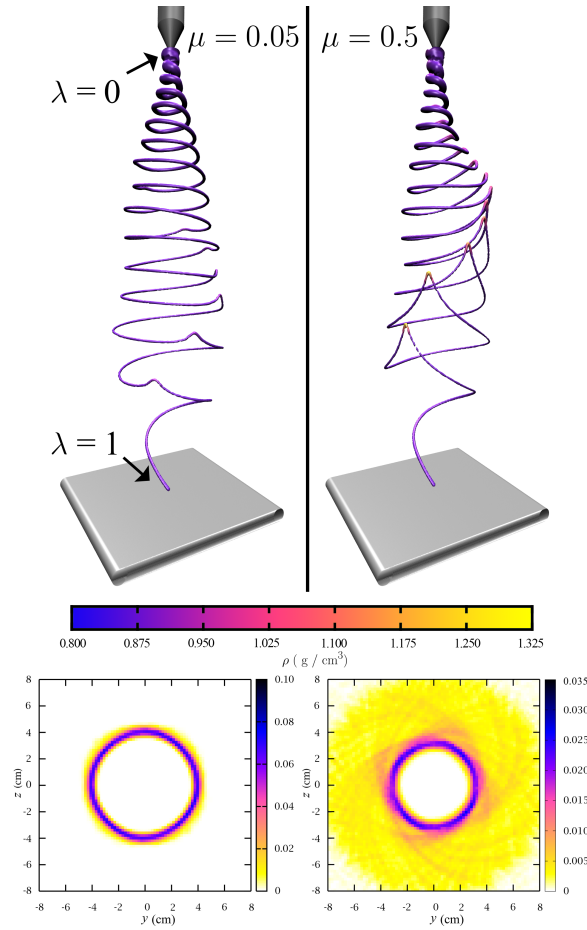 μ = 0.05
μ = 0.5
λ = 0
λ = 1
0.800 0.875 0.950 1.025 1.100 1.175 1.250 1.325
ρ ( g / cm³)
8 6 4 2 0 -2 -4 -6 -8
z (cm)
-8 -6 -4 -2 0 2 4 6 8
y (cm)
0.10 0.08 0.06 0.04 0.02 0
8 6 4 2 0 -2 -4 -6 -8
z (cm)
-8 -6 -4 -2 0 2 4 6 8
y (cm)
0.035 0.030 0.025 0.020 0.015 0.010 0.005 0